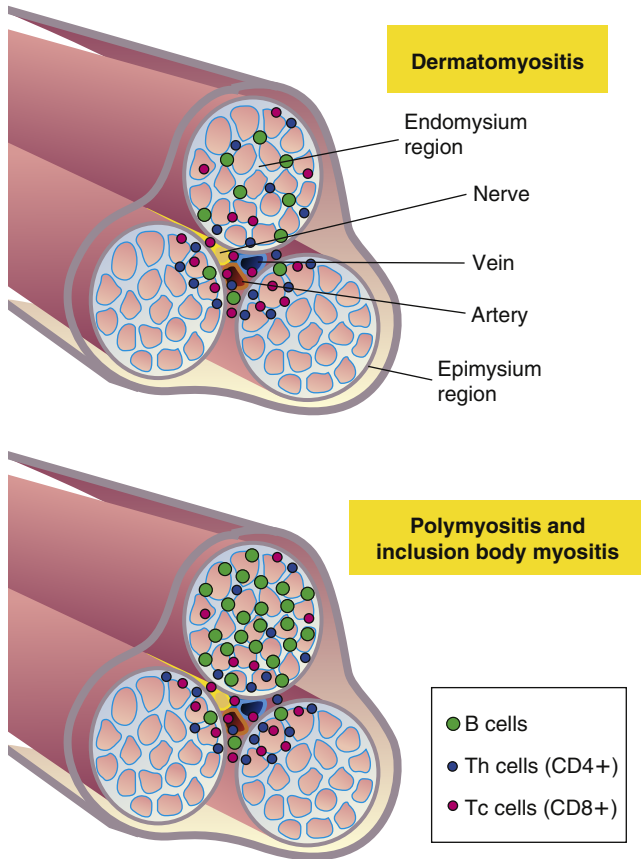 Dermatomyositis
Endomysium
region
Nerve
Vein
Artery
Epimysium
region
Polymyositis and
inclusion body myositis
B cells
Th cells (CD4+)
Tc cells (CD8+)